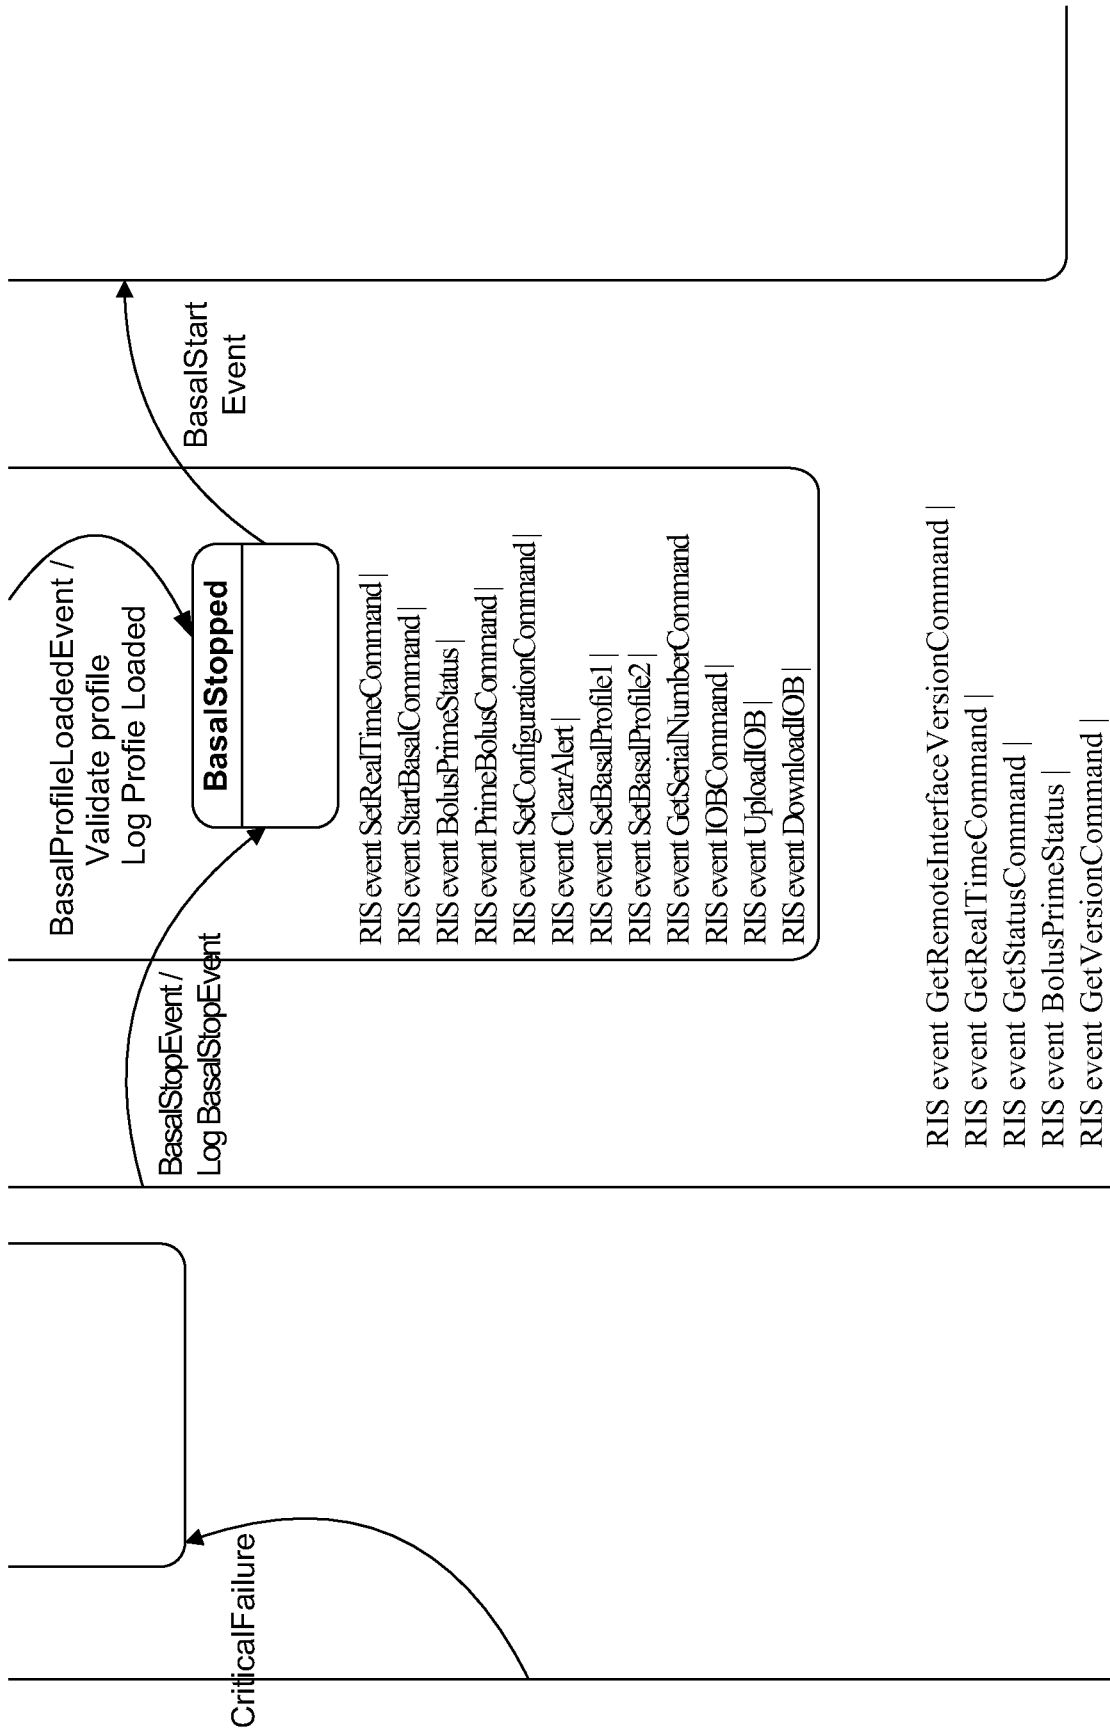 BasalProfileLoadedEvent /
Validate profile
Log Profie Loaded
BasalStopped
BasalStart
Event
BasalStopEvent /
Log BasalStopEvent
RIS event SetRealTimeCommand |
RIS event StartBasalCommand |
RIS event BolusPrimeStatus |
RIS event PrimeBolusCommand |
RIS event SetConfigurationCommand |
RIS event ClearAlert |
RIS event SetBasalProfile1 |
RIS event SetBasalProfile2 |
RIS event GetSerialNumberCommand
RIS event IOBCommand |
RIS event UploadIOB |
RIS event DownloadIOB |
CriticalFailure
RIS event GetRemoteInterfaceVersionCommand |
RIS event GetRealTimeCommand |
RIS event GetStatusCommand |
RIS event BolusPrimeStatus |
RIS event GetVersionCommand |